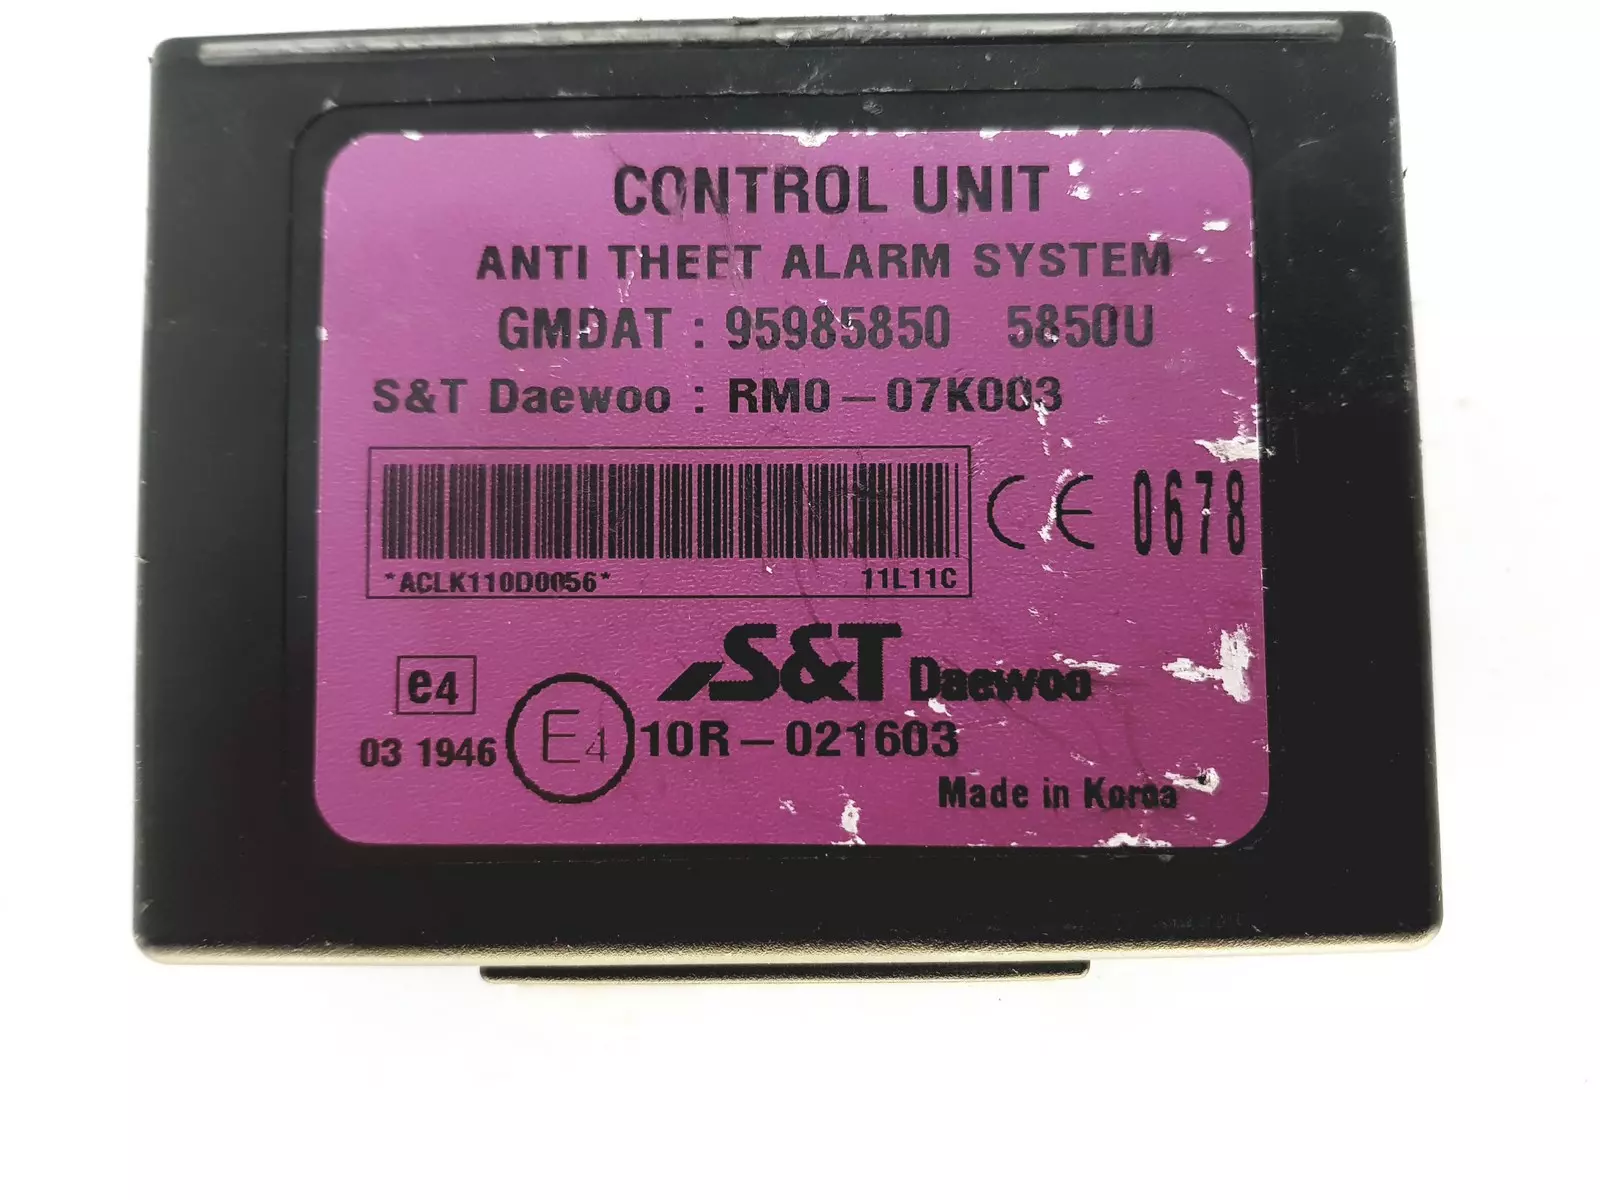 CONTROL UNIT
ANTI THEFT ALARM SYSTEM
GMDAT : 95985850 5850U
S&T Daewoo : RM0-07K003
*ACLK110D0056* 11L11C
CE 0678
S&T Daewoo
e4
03 1946 E4 10R-021603
Made in Korea